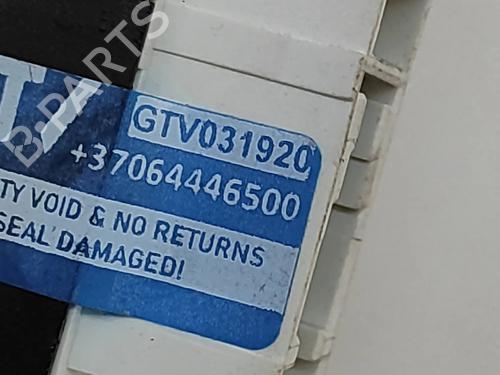 GTV031920
+37064446500
TY VOID & NO RETURNS
SEAL DAMAGED!
B-PARTS